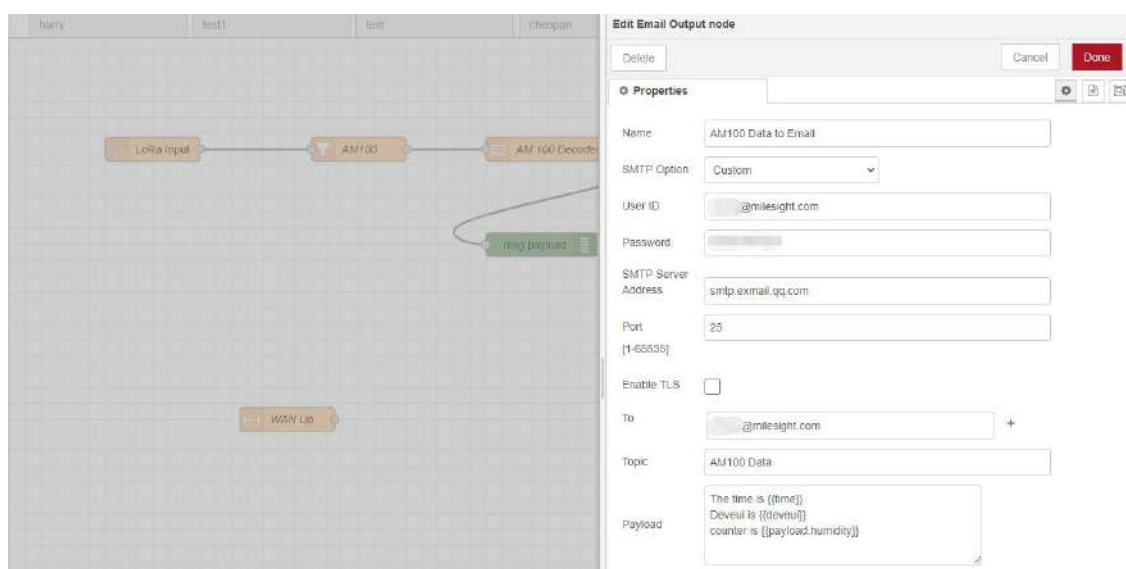 harry
test1
test
chenpan
Edit Email Output node
Delete
Cancel
Done
Properties
LoRa Input
AM100
AM 100 Decoder
msg.payload
WAN Up
Name
AM100 Data to Email
SMTP Option
Custom
User ID
@milesight.com
Password
SMTP Server
Address
smtp.exmail.qq.com
Port
25
[1-65535]
Enable TLS
To
@milesight.com
+
Topic
AM100 Data
Payload
The time is {{time}}
Deveui is {{deveui}}
counter is {{payload.humidity}}